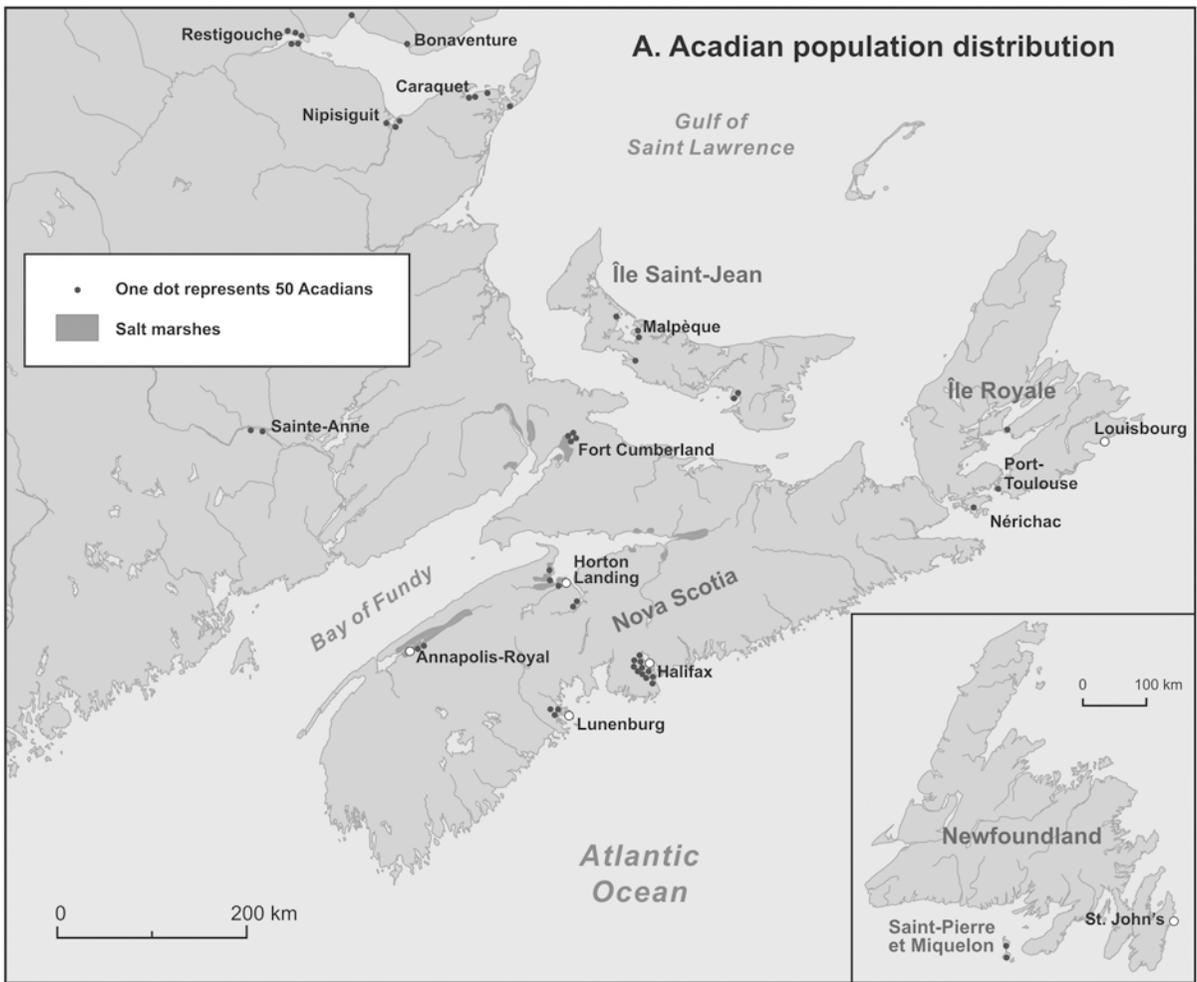 A. Acadian population distribution
Restigouche
Bonaventure
Caraquet
Nipisiguit
Gulf of
Saint Lawrence
One dot represents 50 Acadians
Salt marshes
Île Saint-Jean
Malpèque
Île Royale
Louisbourg
Port-
Toulouse
Nérichac
Sainte-Anne
Fort Cumberland
Horton
Landing
Nova Scotia
Bay of Fundy
Annapolis-Royal
Halifax
Lunenburg
Atlantic
Ocean
0 200 km
0 100 km
Newfoundland
St. John's
Saint-Pierre
et Miquelon